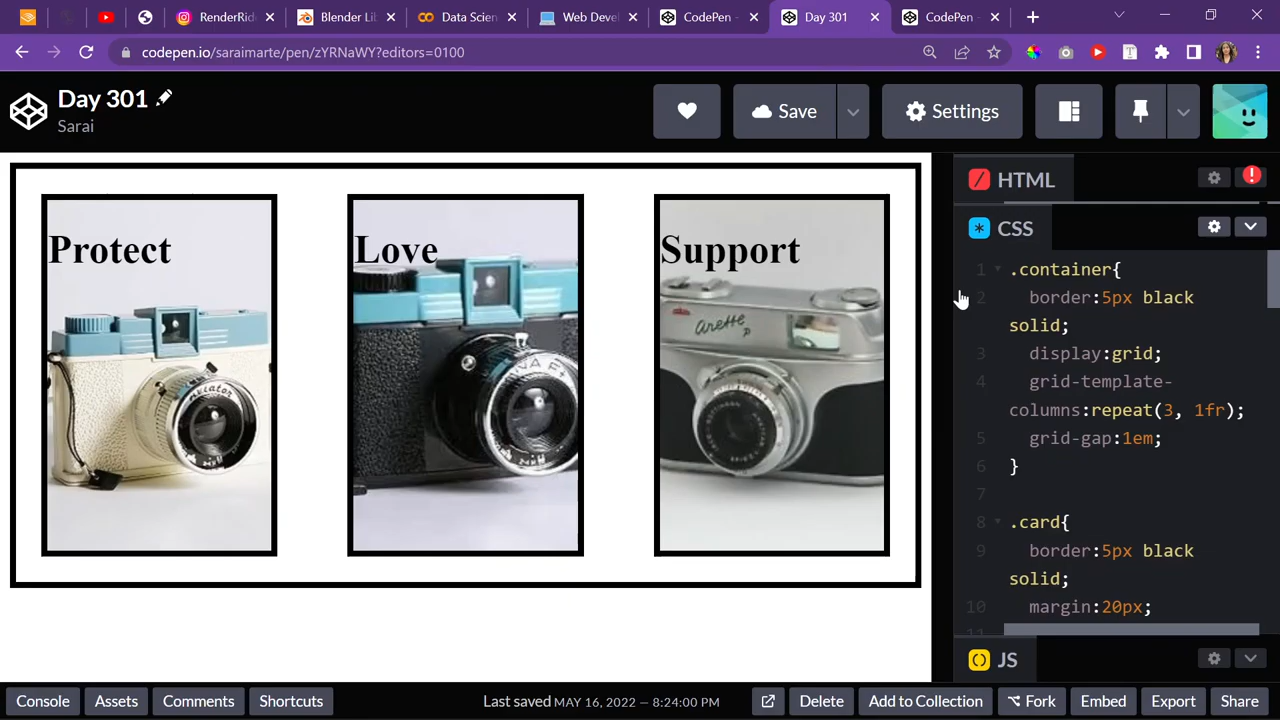 RenderRid
Blender Lib
Data Scien
Web Devel
CodePen -
Day 301
CodePen -
codepen.io/saraimarte/pen/zYRNaWY?editors=0100
Day 301
Sarai
Save
Settings
Protect
Love
Support
aviator
arette
HTML
CSS
1 .container{
2 border:5px black
solid;
3 display:grid;
4 grid-template-
columns:repeat(3, 1fr);
5 grid-gap:1em;
6 }
7
8 .card{
9 border:5px black
solid;
10 margin:20px;
JS
Console
Assets
Comments
Shortcuts
Last saved MAY 16, 2022 — 8:24:00 PM
Delete
Add to Collection
Fork
Embed
Export
Share